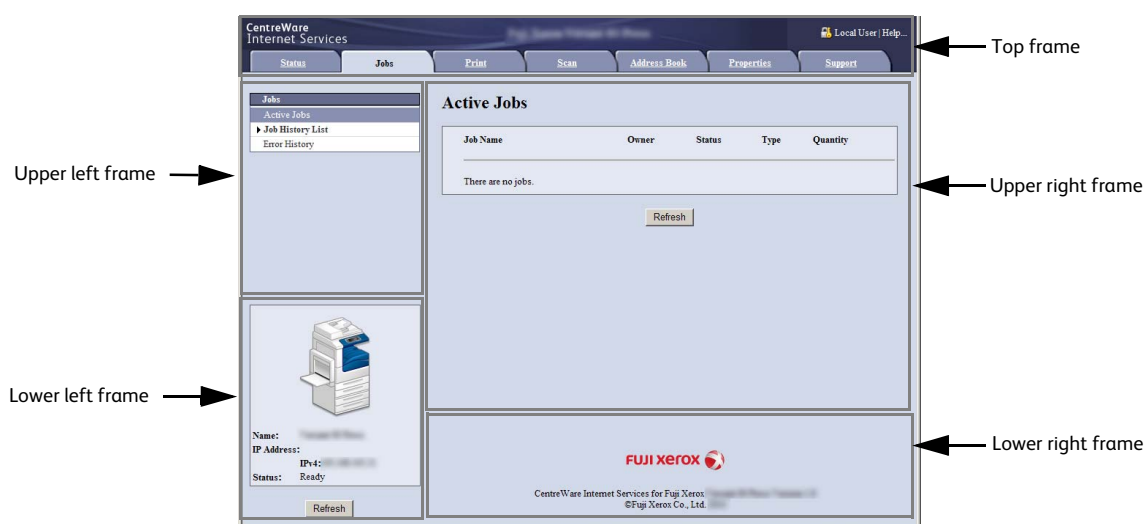 CentreWare
Internet Services
Local User | Help...
Status
Jobs
Print
Scan
Address Book
Properties
Support
Top frame
Jobs
Active Jobs
Job History List
Error History
Upper left frame
Active Jobs
Job Name Owner Status Type Quantity
There are no jobs.
Refresh
Upper right frame
Lower left frame
Name:
IP Address:
IPv4:
Status: Ready
Refresh
FUJI xerox
CentreWare Internet Services for Fuji Xerox
©Fuji Xerox Co., Ltd.
Lower right frame